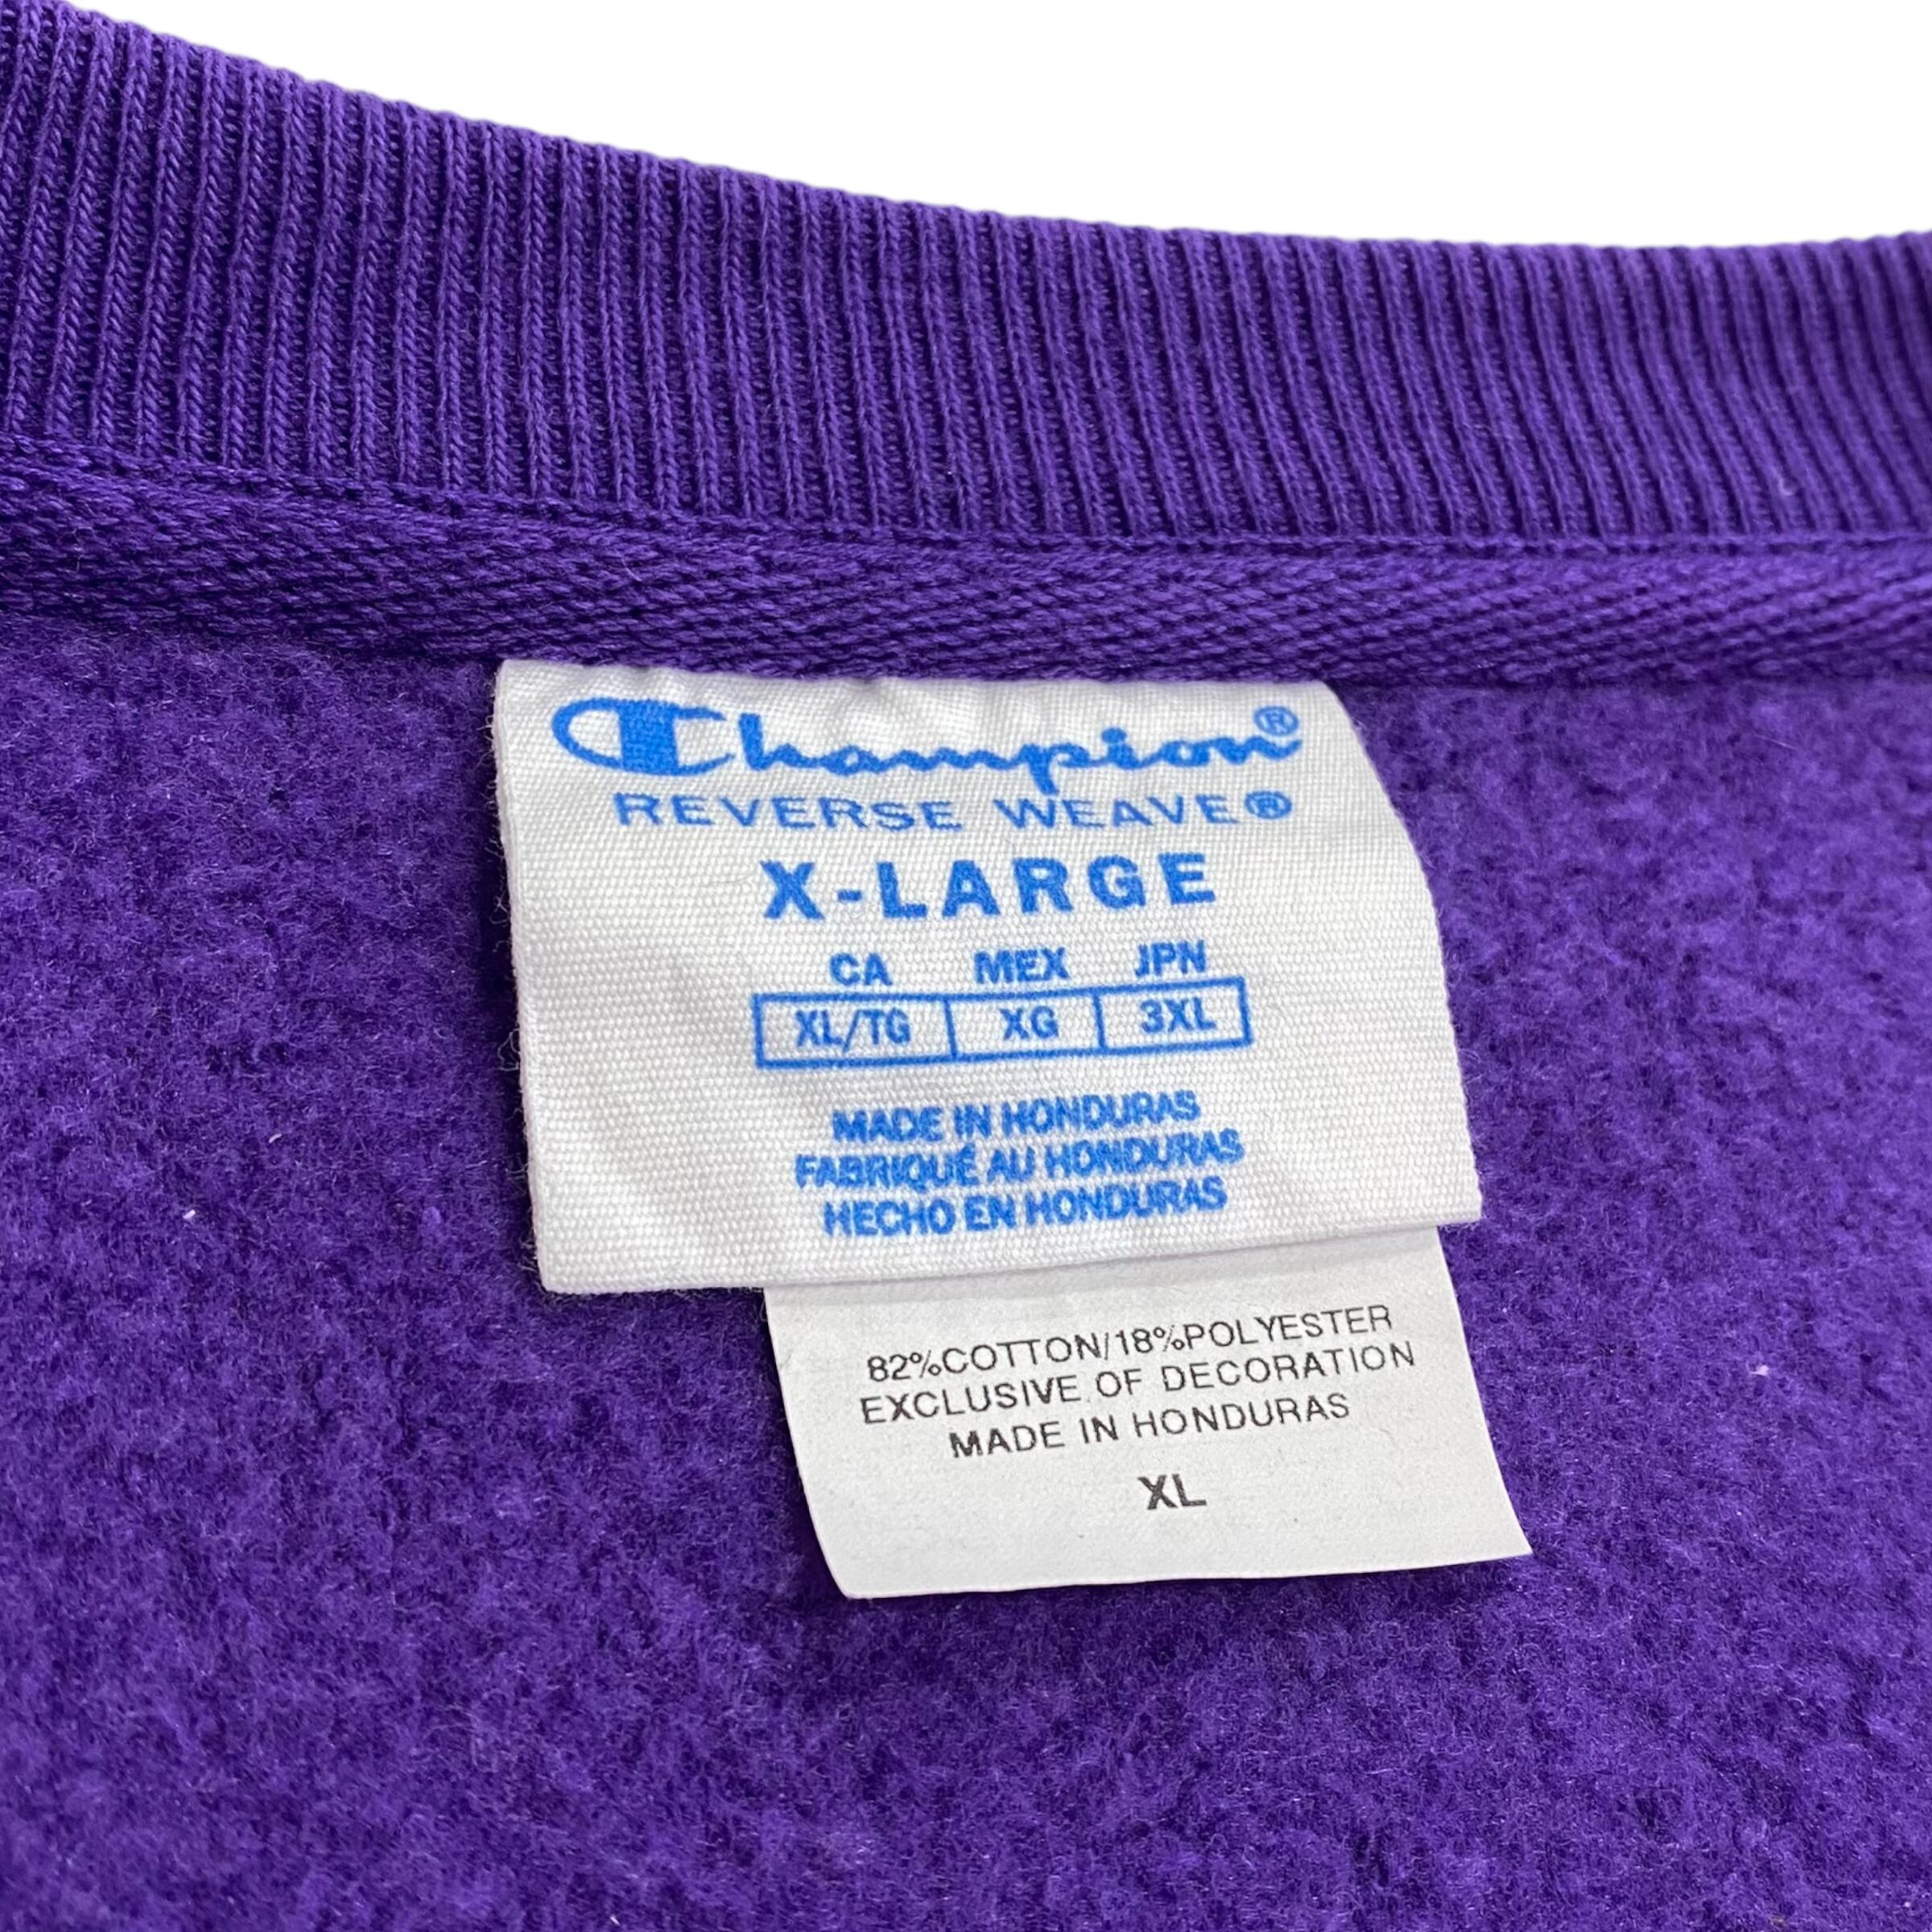 Champion®
REVERSE WEAVE®
X-LARGE
CA MEX JPN
XL/TG XG 3XL
MADE IN HONDURAS
FABRIQUÉ AU HONDURAS
HECHO EN HONDURAS
82%COTTON/18%POLYESTER
EXCLUSIVE OF DECORATION
MADE IN HONDURAS
XL